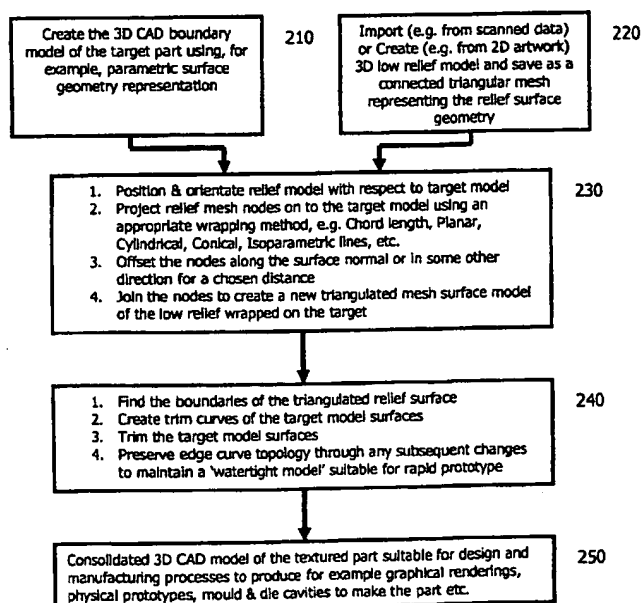 Create the 3D CAD boundary
model of the target part using, for
example, parametric surface
geometry representation
210
Import (e.g. from scanned data)
or Create (e.g. from 2D artwork)
3D low relief model and save as a
connected triangular mesh
representing the relief surface
geometry
220
1. Position & orientate relief model with respect to target model
2. Project relief mesh nodes on to the target model using an
appropriate wrapping method, e.g. Chord length, Planar,
Cylindrical, Conical, Isoparametric lines, etc.
3. Offset the nodes along the surface normal or in some other
direction for a chosen distance
4. Join the nodes to create a new triangulated mesh surface model
of the low relief wrapped on the target
230
1. Find the boundaries of the triangulated relief surface
2. Create trim curves of the target model surfaces
3. Trim the target model surfaces
4. Preserve edge curve topology through any subsequent changes
to maintain a 'watertight model' suitable for rapid prototype
240
Consolidated 3D CAD model of the textured part suitable for design and
manufacturing processes to produce for example graphical renderings,
physical prototypes, mould & die cavities to make the part etc.
250